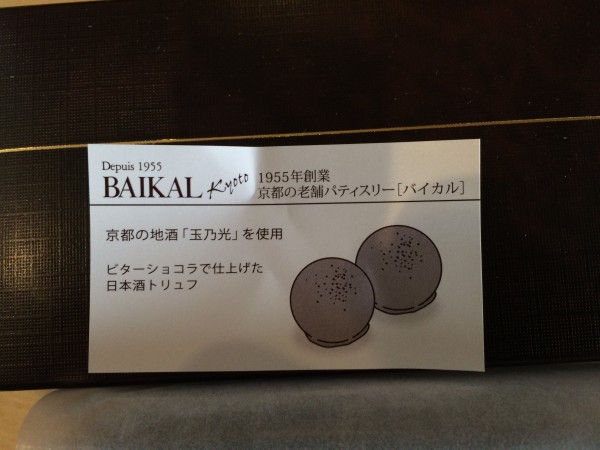 Depuis 1955
BAIKAL Kyoto
1955年創業
京都の老舗パティスリー[バイカル]
京都の地酒「玉乃光」を使用
ビターショコラで仕上げた
日本酒トリュフ